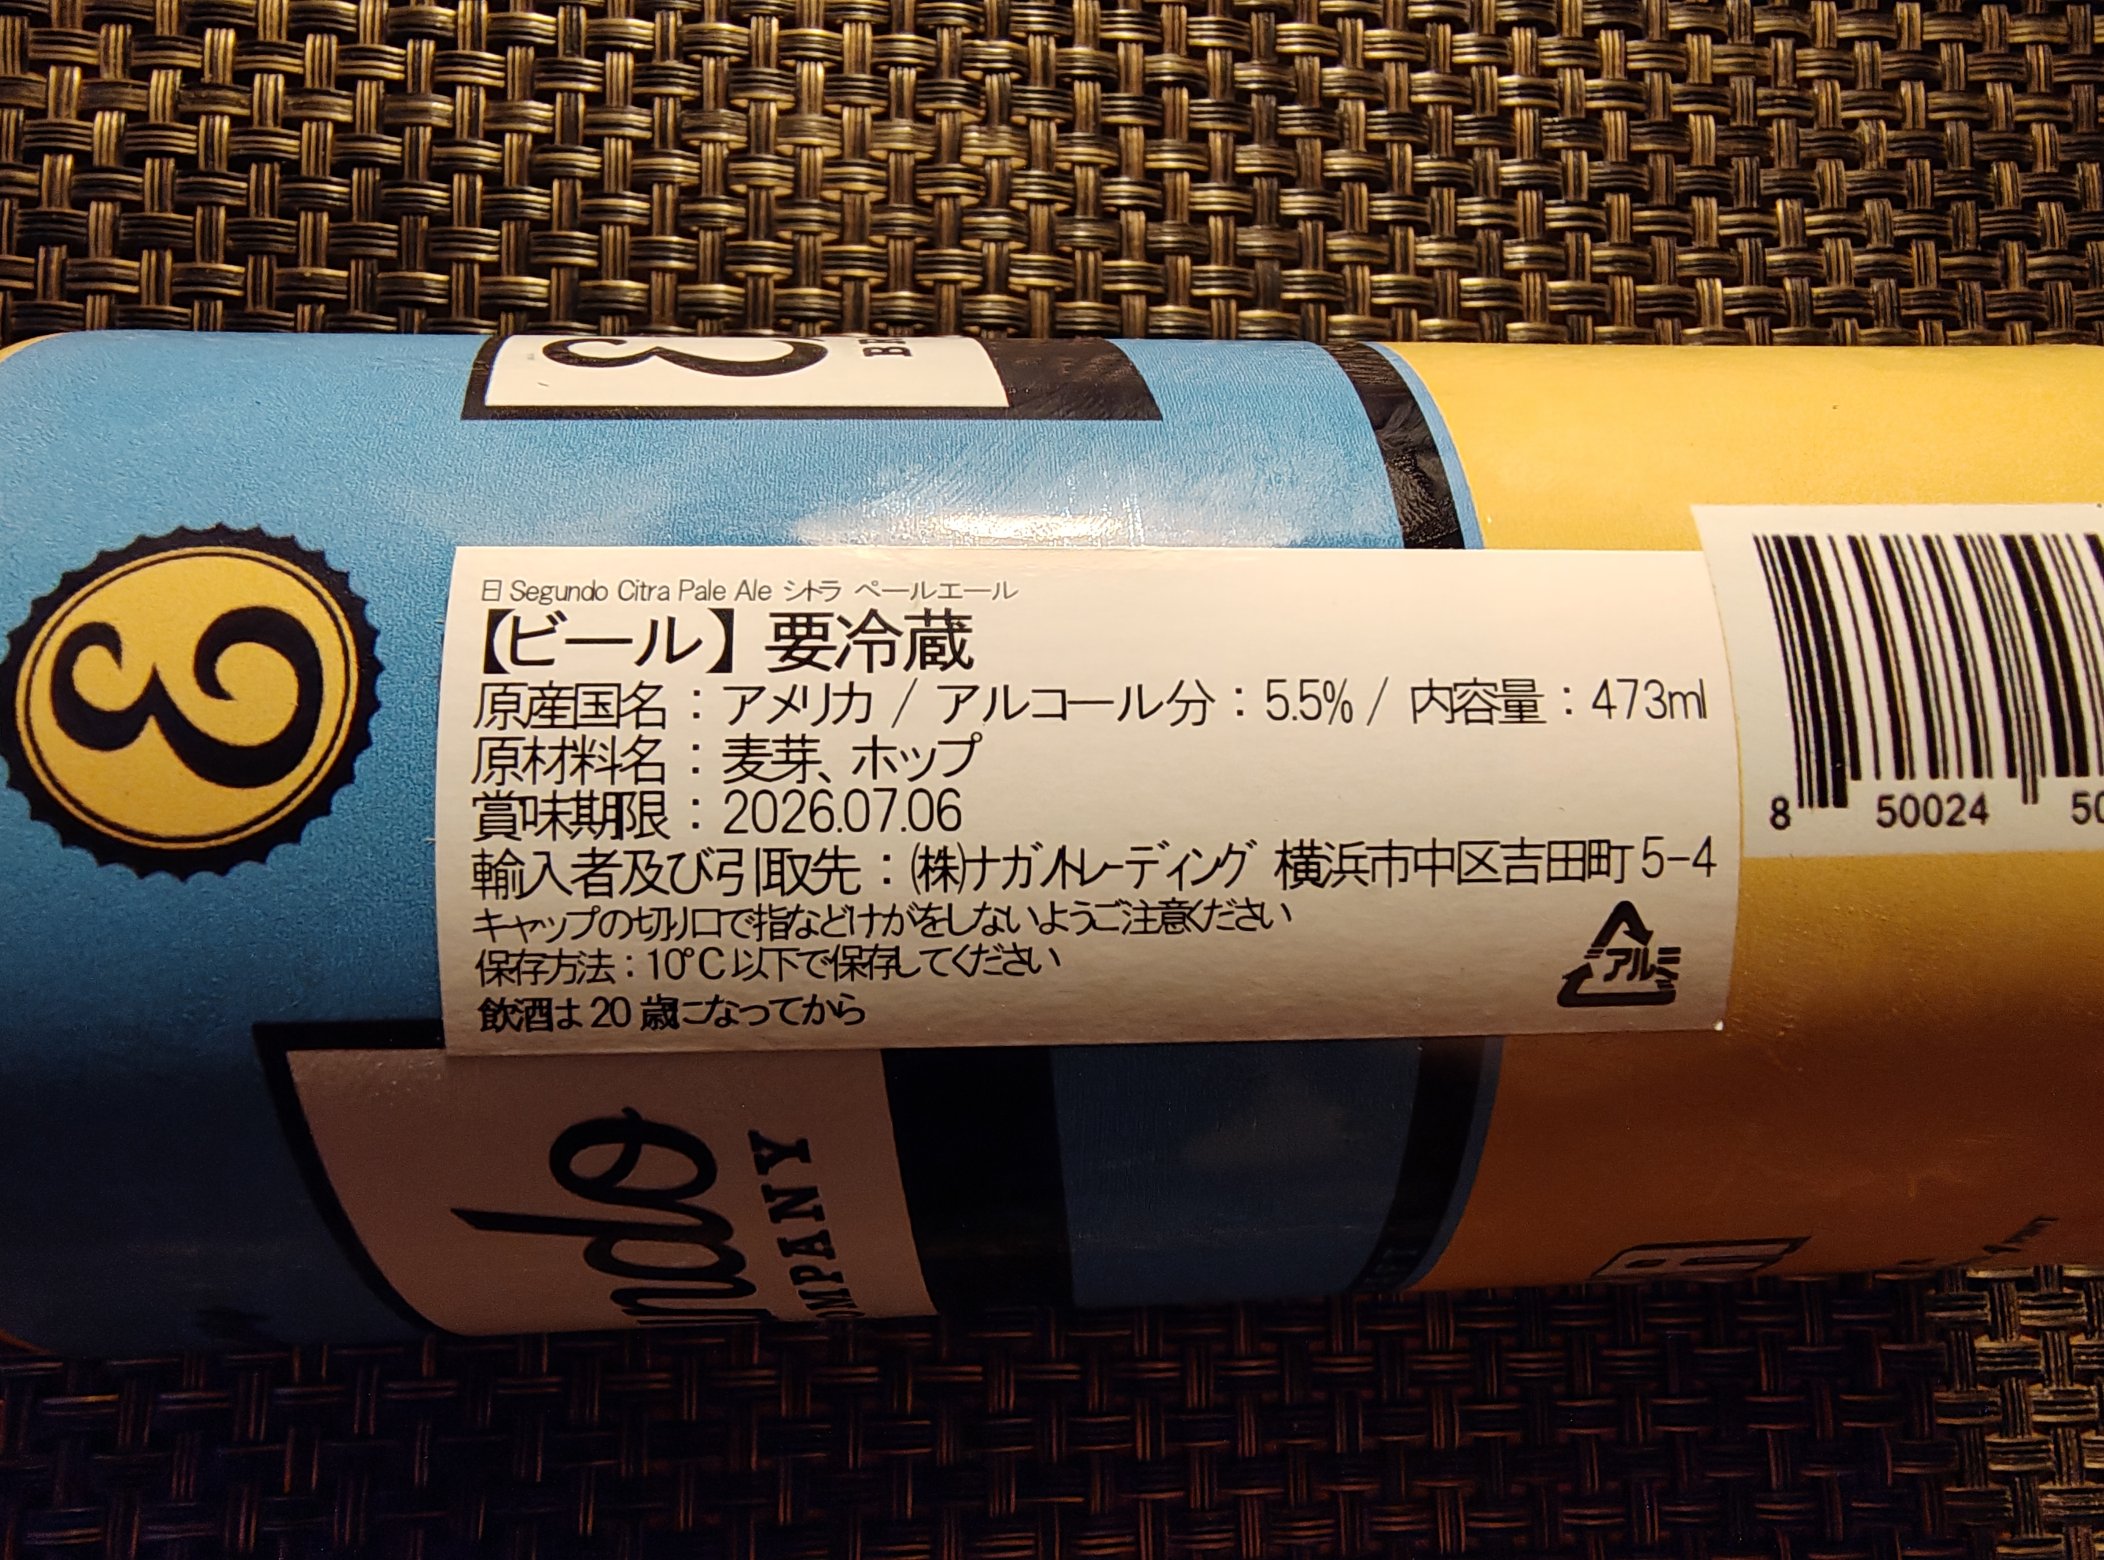 3
日 Segundo Citra Pale Ale シトラ ペールエール
【ビール】要冷蔵
原産国名：アメリカ / アルコール分：5.5% / 内容量：473ml
原材料名：麦芽、ホップ
賞味期限：2026.07.06
輸入者及び引取先：(株)ナガノトレーディング 横浜市中区吉田町5-4
キャップの切り口で指などけがをしないようご注意ください
保存方法：10℃以下で保存してください
飲酒は20歳になってから
アルミ
8 50024 50
3